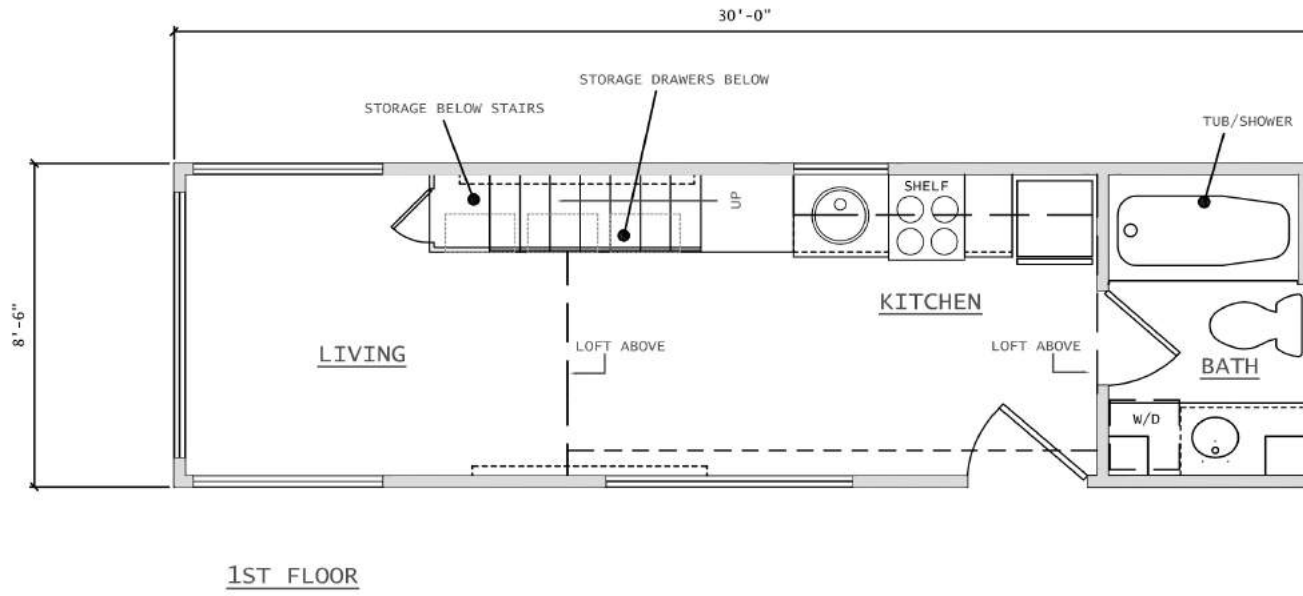 30'-0"
STORAGE DRAWERS BELOW
STORAGE BELOW STAIRS
TUB/SHOWER
SHELF
UP
KITCHEN
8'-6"
LIVING
LOFT ABOVE
LOFT ABOVE
BATH
W/D
1ST FLOOR